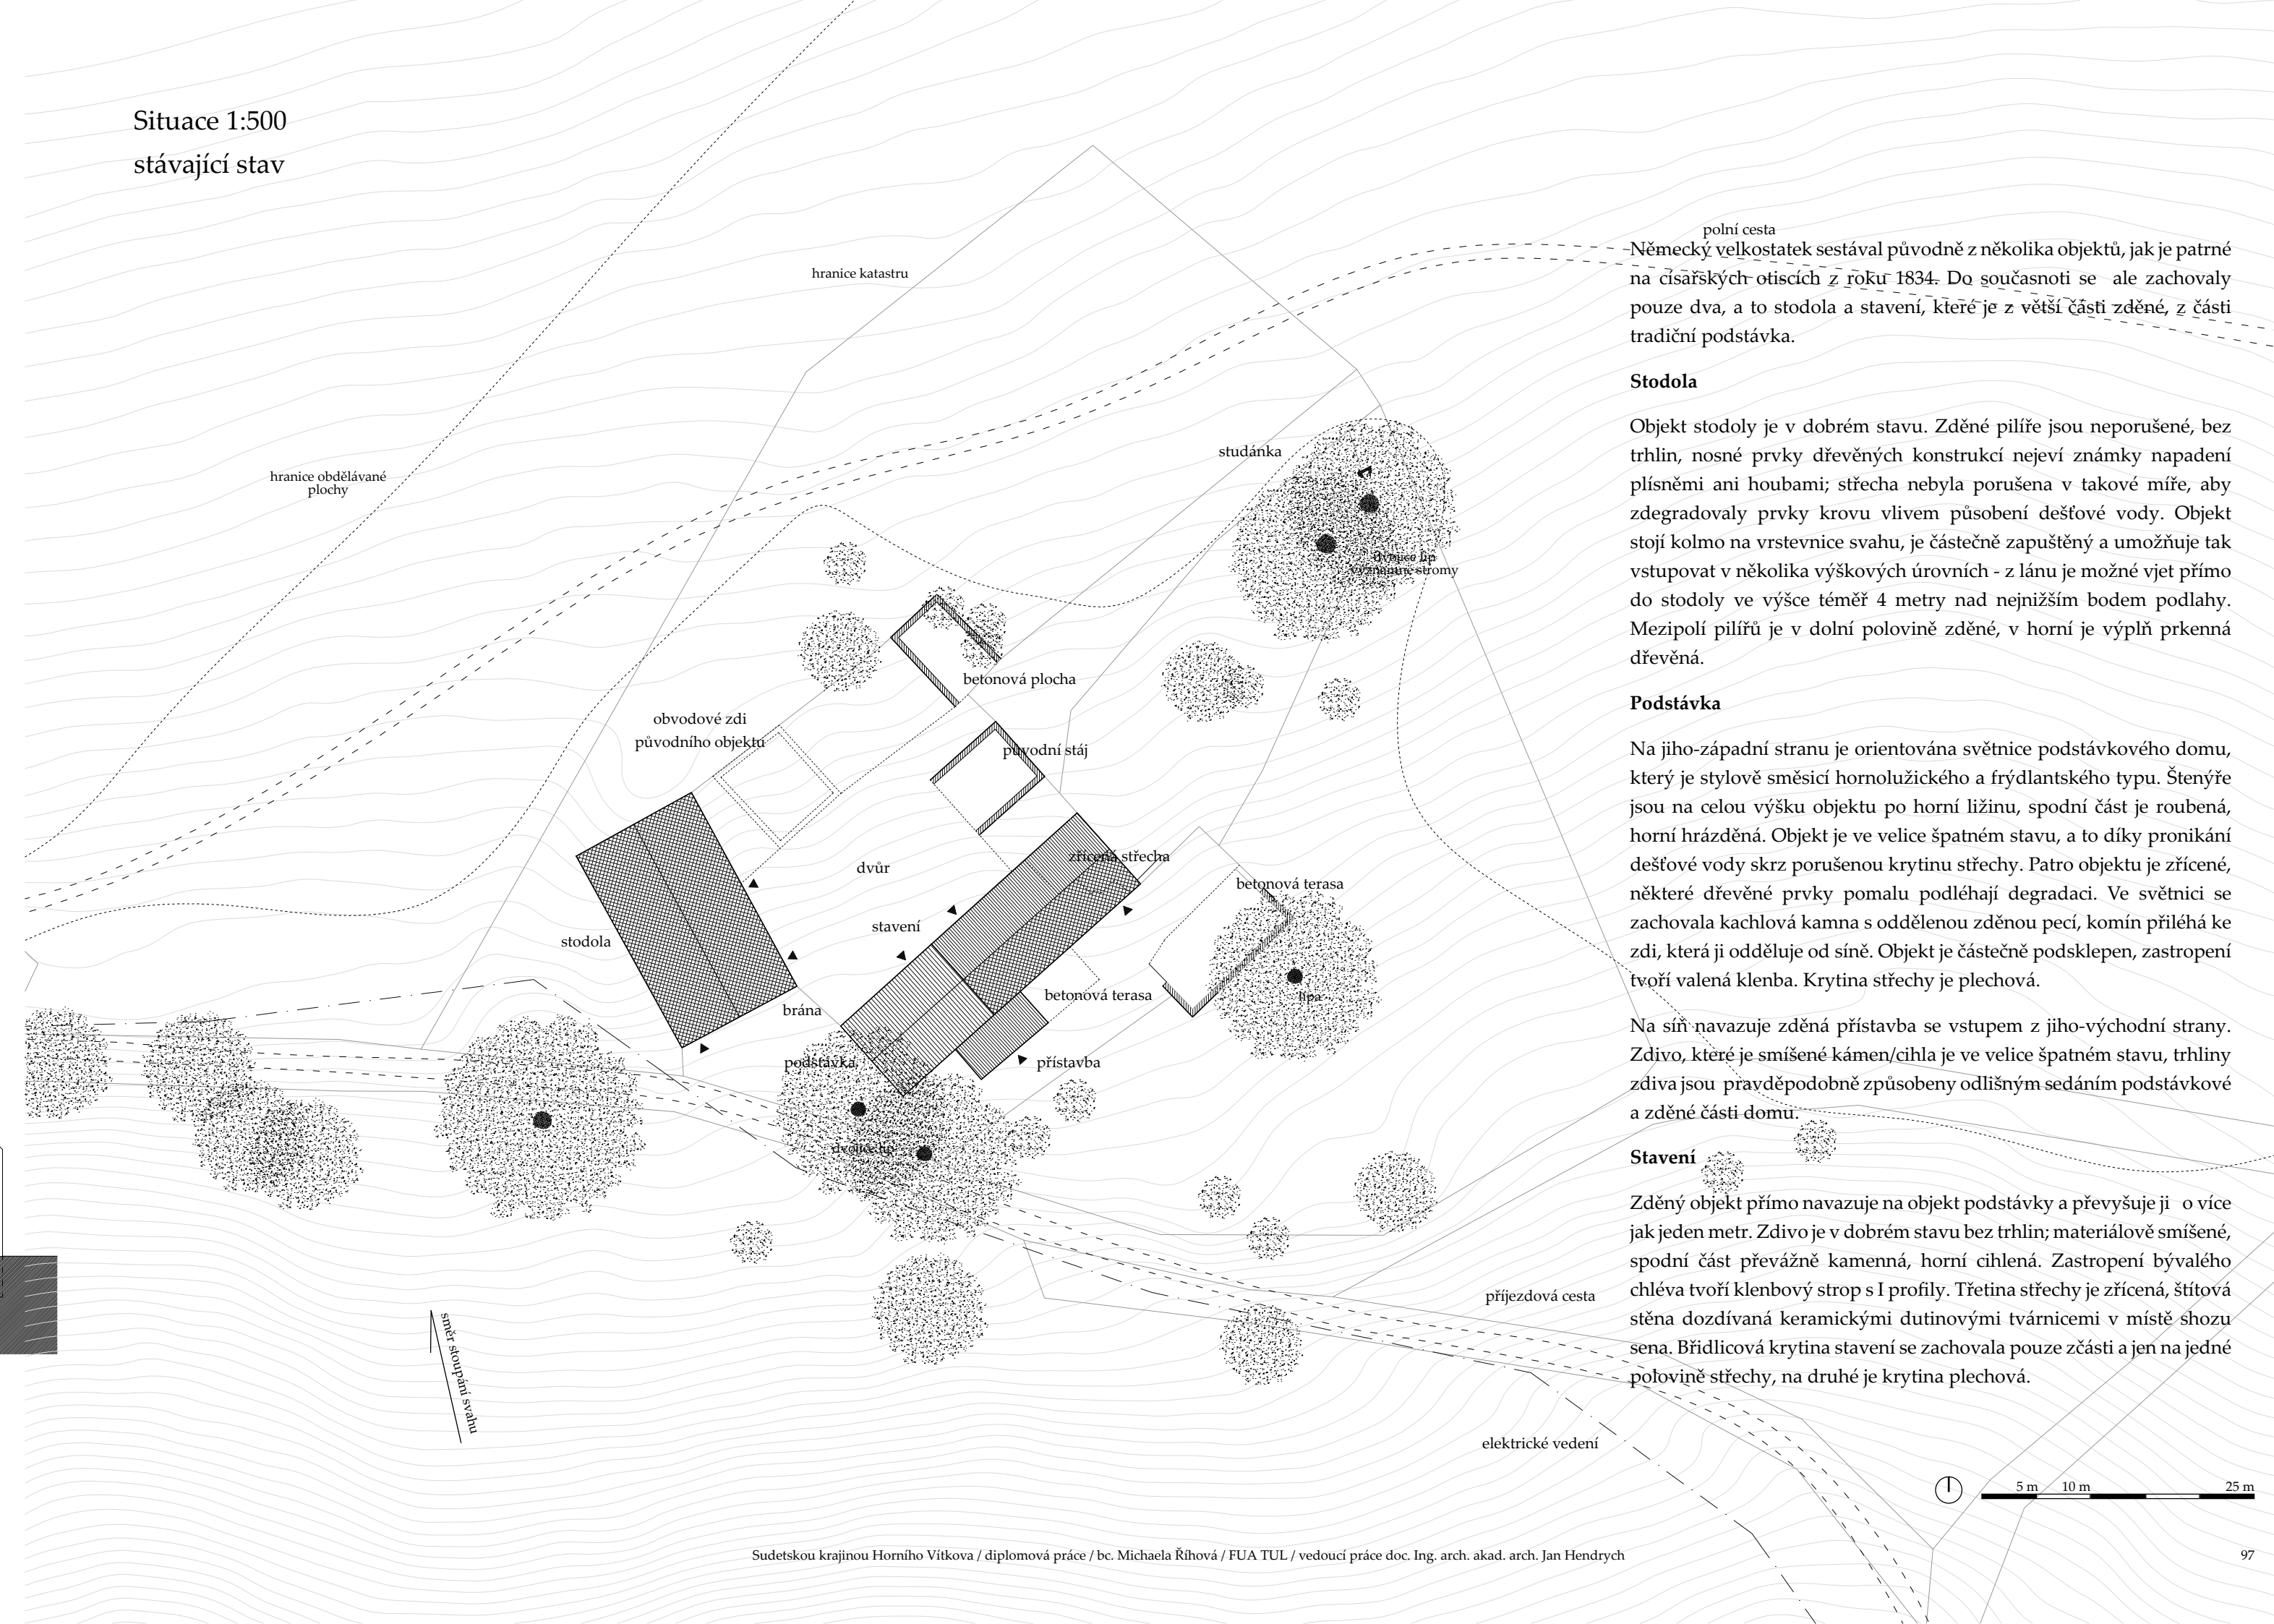 Situace 1:500
stávající stav
polní cesta
hranice katastru
hranice obdělávané
plochy
studánka
dvojice lip
významné stromy
betonová plocha
obvodové zdi
původního objektu
původní stáj
zřícená střecha
dvůr
betonová terasa
stavení
stodola
betonová terasa
lípa
brána
podstávka
přístavba
dvojice lip
příjezdová cesta
směr stoupání svahu
elektrické vedení
Německý velkostatek sestával původně z několika objektů, jak je patrné
na císařských otiscích z roku 1834. Do současnosti se ale zachovaly
pouze dva, a to stodola a stavení, které je z větší části zděné, z části
tradiční podstávka.
Stodola
Objekt stodoly je v dobrém stavu. Zděné pilíře jsou neporušené, bez
trhlin, nosné prvky dřevěných konstrukcí nejeví známky napadení
plísněmi ani houbami; střecha nebyla porušena v takové míře, aby
zdegradovaly prvky krovu vlivem působení dešťové vody. Objekt
stojí kolmo na vrstevnice svahu, je částečně zapuštěný a umožňuje tak
vstupovat v několika výškových úrovních - z lánu je možné vjet přímo
do stodoly ve výšce téměř 4 metry nad nejnižším bodem podlahy.
Mezipolí pilířů je v dolní polovině zděné, v horní je výplň prkenná
dřevěná.
Podstávka
Na jiho-západní stranu je orientována světnice podstávkového domu,
který je stylově směsicí hornolužického a frýdlantského typu. Štenýře
jsou na celou výšku objektu po horní ližinu, spodní část je roubená,
horní hrázděná. Objekt je ve velice špatném stavu, a to díky pronikání
dešťové vody skrz porušenou krytinu střechy. Patro objektu je zřícené,
některé dřevěné prvky pomalu podléhají degradaci. Ve světnici se
zachovala kachlová kamna s oddělenou zděnou pecí, komín přiléhá ke
zdi, která ji odděluje od síně. Objekt je částečně podsklepen, zastropení
tvoří valená klenba. Krytina střechy je plechová.
Na síň navazuje zděná přístavba se vstupem z jiho-východní strany.
Zdivo, které je smíšené kámen/cihla je ve velice špatném stavu, trhliny
zdiva jsou pravděpodobně způsobeny odlišným sedáním podstávkové
a zděné části domu.
Stavení
Zděný objekt přímo navazuje na objekt podstávky a převyšuje ji o více
jak jeden metr. Zdivo je v dobrém stavu bez trhlin; materiálově smíšené,
spodní část převážně kamenná, horní cihlená. Zastropení bývalého
chléva tvoří klenbový strop s I profily. Třetina střechy je zřícená, štítová
stěna dozdívaná keramickými dutinovými tvárnicemi v místě shozu
sena. Břidlicová krytina stavení se zachovala pouze zčásti a jen na jedné
polovině střechy, na druhé je krytina plechová.
5 m 10 m 25 m
Sudetskou krajinou Horního Vítkova / diplomová práce / bc. Michaela Říhová / FUA TUL / vedoucí práce doc. Ing. arch. akad. arch. Jan Hendrych
97